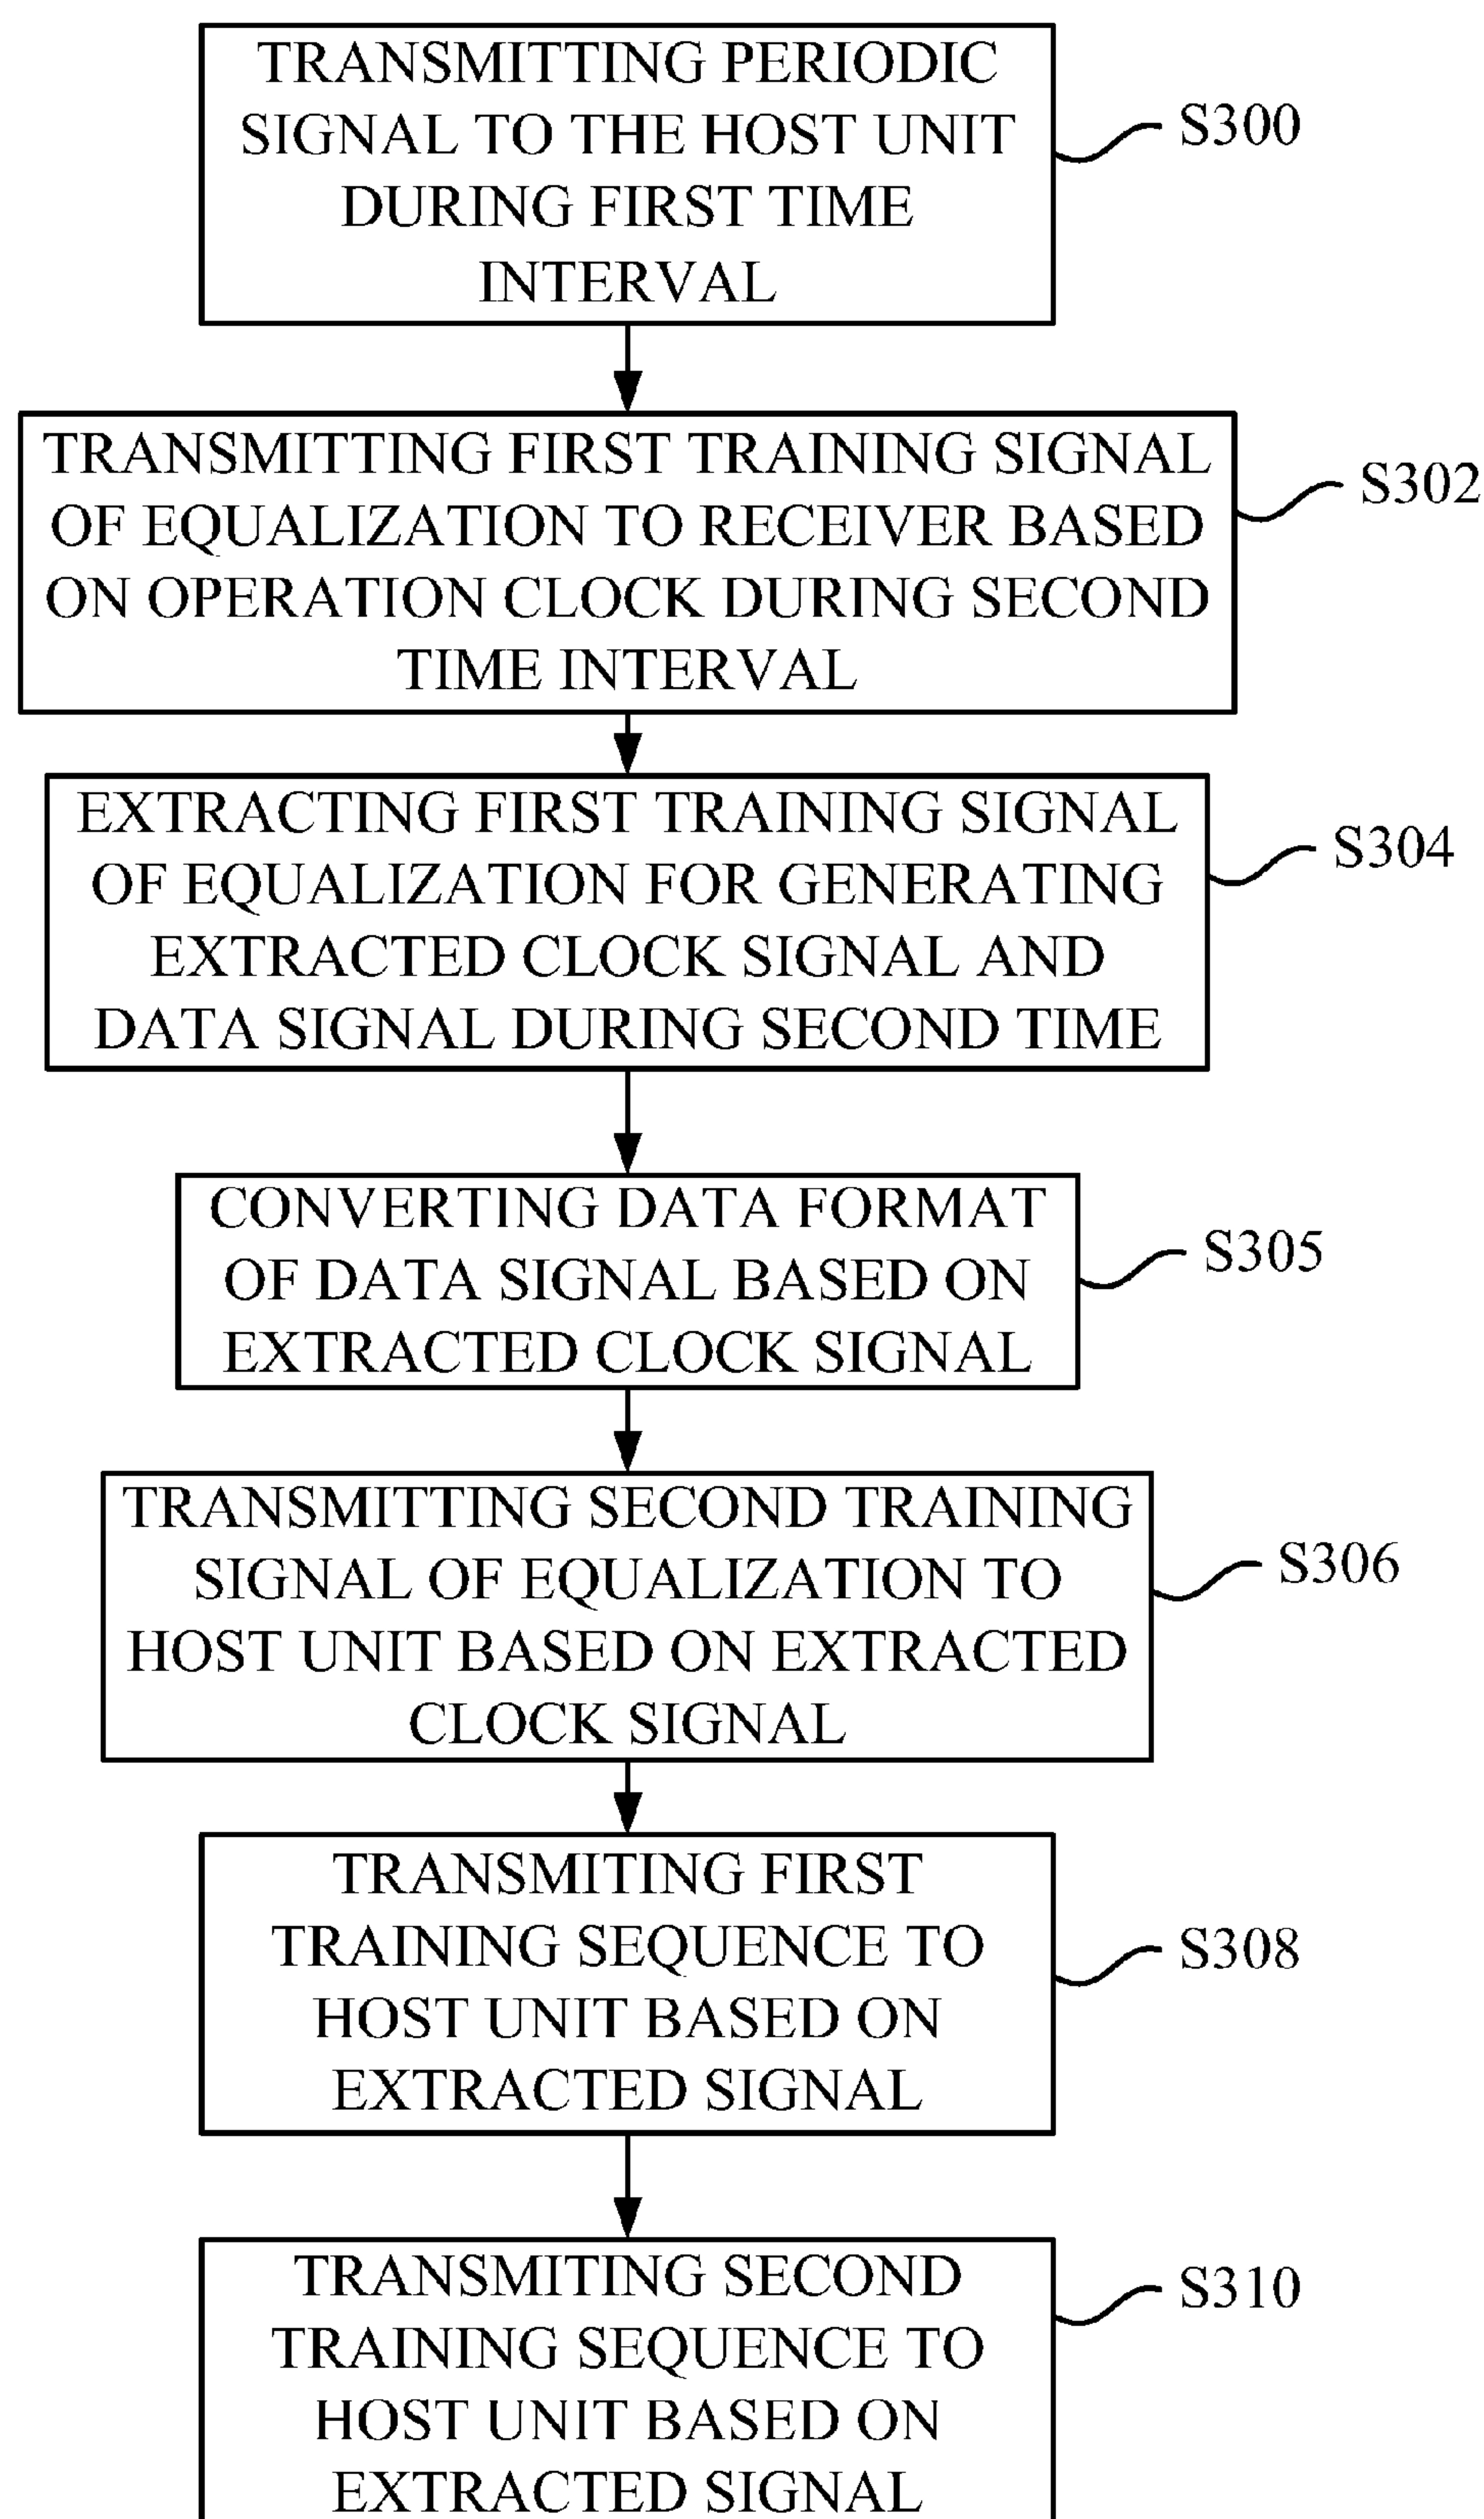 TRANSMITTING PERIODIC
SIGNAL TO THE HOST UNIT
DURING FIRST TIME
INTERVAL
S300
TRANSMITTING FIRST TRAINING SIGNAL
OF EQUALIZATION TO RECEIVER BASED
ON OPERATION CLOCK DURING SECOND
TIME INTERVAL
S302
EXTRACTING FIRST TRAINING SIGNAL
OF EQUALIZATION FOR GENERATING
EXTRACTED CLOCK SIGNAL AND
DATA SIGNAL DURING SECOND TIME
S304
CONVERTING DATA FORMAT
OF DATA SIGNAL BASED ON
EXTRACTED CLOCK SIGNAL
S305
TRANSMITTING SECOND TRAINING
SIGNAL OF EQUALIZATION TO
HOST UNIT BASED ON EXTRACTED
CLOCK SIGNAL
S306
TRANSMITING FIRST
TRAINING SEQUENCE TO
HOST UNIT BASED ON
EXTRACTED SIGNAL
S308
TRANSMITING SECOND
TRAINING SEQUENCE TO
HOST UNIT BASED ON
EXTRACTED SIGNAL
S310